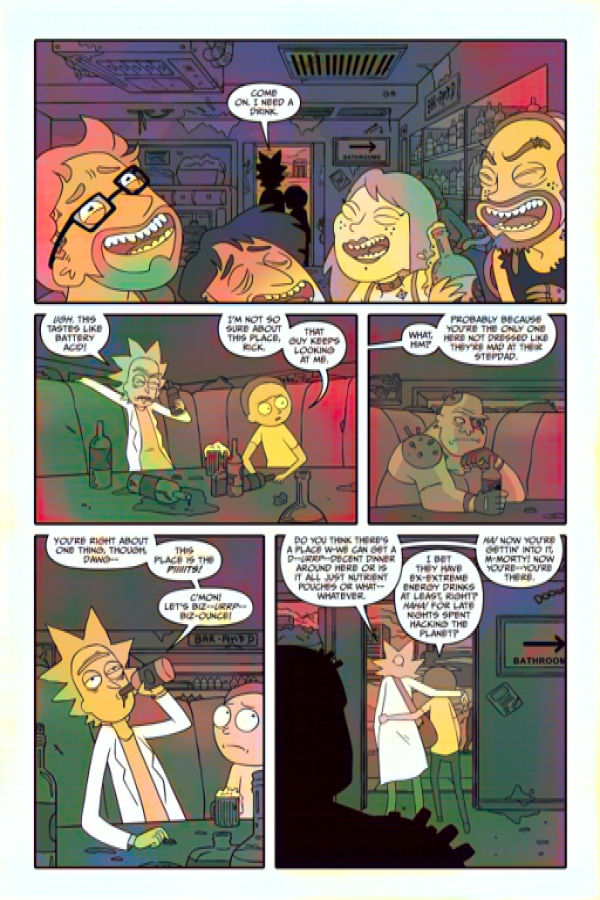 COME
ON. I NEED A
DRINK.
BAR-AMED
BATHROOMS
UGH. THIS
TASTES LIKE
BATTERY
ACID!
I'M NOT SO
SURE ABOUT
THIS PLACE,
RICK.
THAT
GUY KEEPS
LOOKING
AT ME.
WHAT,
HIM?
PROBABLY BECAUSE
YOU'RE THE ONLY ONE
HERE NOT DRESSED LIKE
THEY'RE MAD AT THEIR
STEPDAD.
YOU'RE RIGHT ABOUT
ONE THING, THOUGH,
DAWG--
THIS
PLACE IS THE
PIIIIITS!
C'MON!
LET'S BIZ--URRP--
BIZ-OUNCE!
BAR-AMED
DO YOU THINK THERE'S
A PLACE W-WE CAN GET A
D--URRP--DECENT DINNER
AROUND HERE OR IS
IT ALL JUST NUTRIENT
POUCHES OR WHAT--
WHATEVER.
I BET
THEY HAVE
EX-EXTREME
ENERGY DRINKS
AT LEAST, RIGHT?
HAHA! FOR LATE
NIGHTS SPENT
HACKING THE
PLANET?
HA! NOW YOU'RE
GETTIN' INTO IT,
M-MORTY! NOW
YOU'RE--YOU'RE
THERE.
BATHROOM